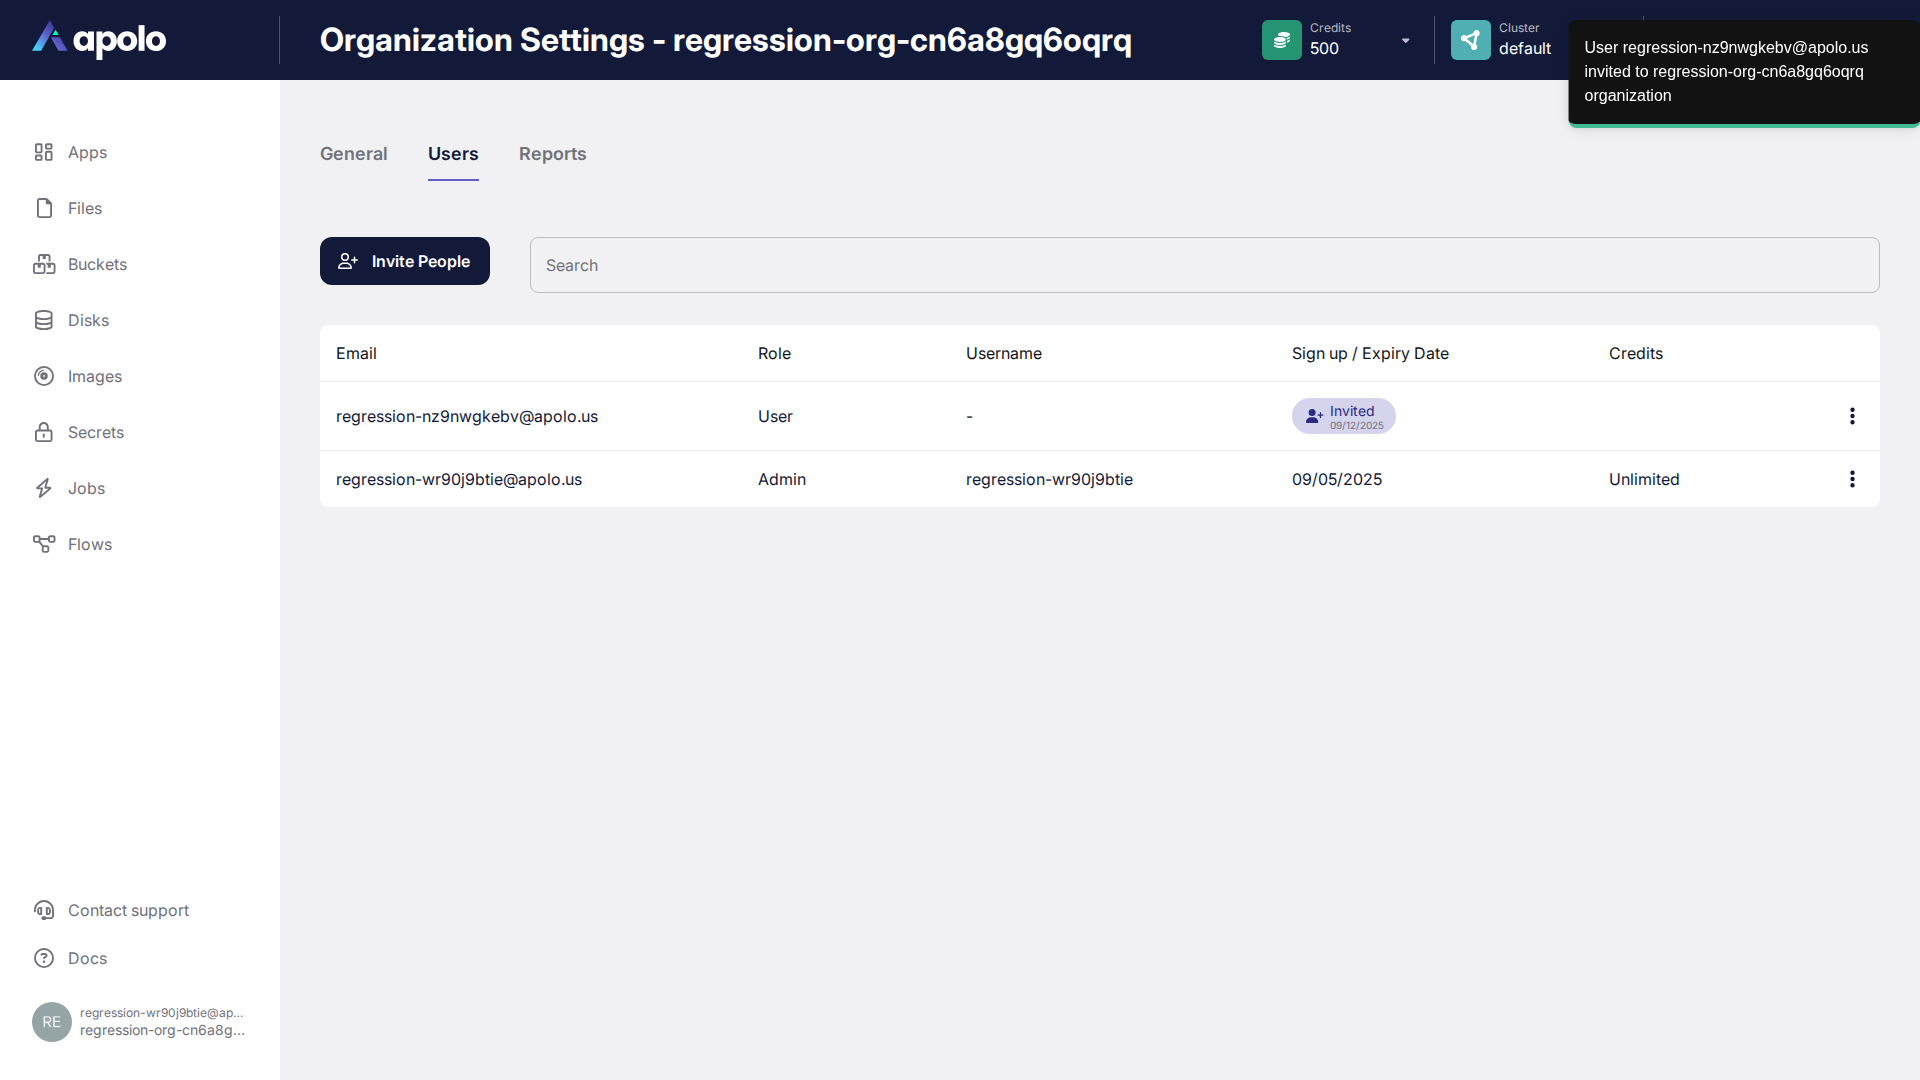 apolo
Organization Settings - regression-org-cn6a8gq6oqrq
Credits
500
Cluster
default
User regression-nz9nwgkebv@apolo.us
invited to regression-org-cn6a8gq6oqrq
organization
Apps
Files
Buckets
Disks
Images
Secrets
Jobs
Flows
General Users Reports
Invite People
Search
Email Role Username Sign up / Expiry Date Credits
regression-nz9nwgkebv@apolo.us User - Invited
09/12/2025
regression-wr90j9btie@apolo.us Admin regression-wr90j9btie 09/05/2025 Unlimited
Contact support
Docs
RE
regression-wr90j9btie@ap...
regression-org-cn6a8g...